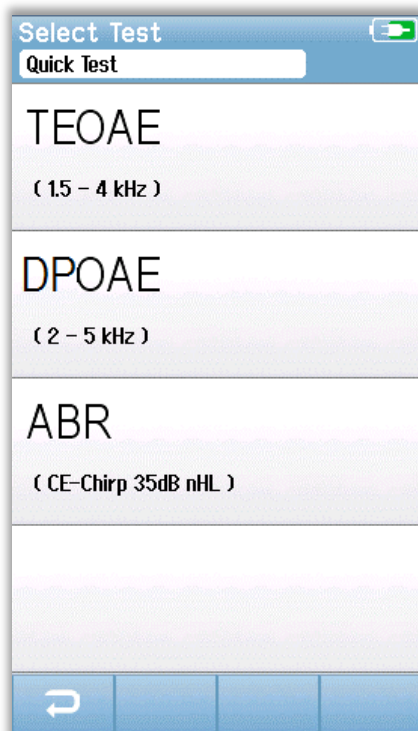 Select Test
Quick Test
TEOAE
( 1.5 - 4 kHz )
DPOAE
( 2 - 5 kHz )
ABR
( CE-Chirp 35dB nHL )